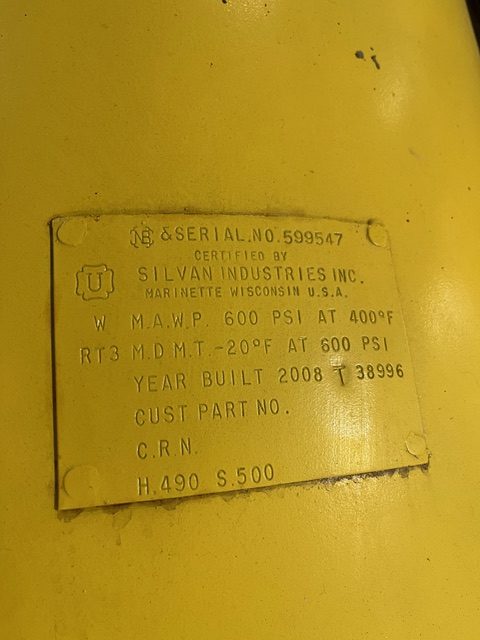 NB & SERIAL.NO.599547
CERTIFIED BY
U SILVAN INDUSTRIES INC.
MARINETTE WISCONSIN U.S.A.
W M.A.W.P. 600 PSI AT 400°F
RT3 M.D M.T.-20°F AT 600 PSI
YEAR BUILT 2008 T 38996
CUST PART NO.
C.R.N.
H.490 S.500